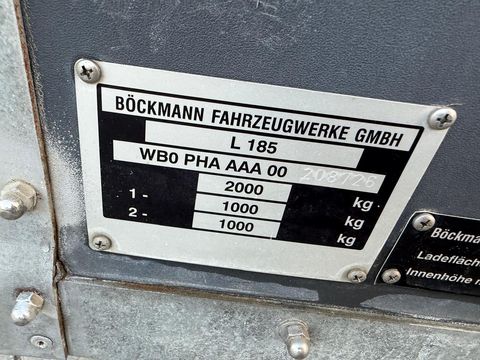 BÖCKMANN FAHRZEUGWERKE GMBH
L 185
WB0 PHA AAA 00 208726
2000 kg
1 - 1000 kg
2 - 1000 kg
Böckmann
Ladefläch
Innenhöhe